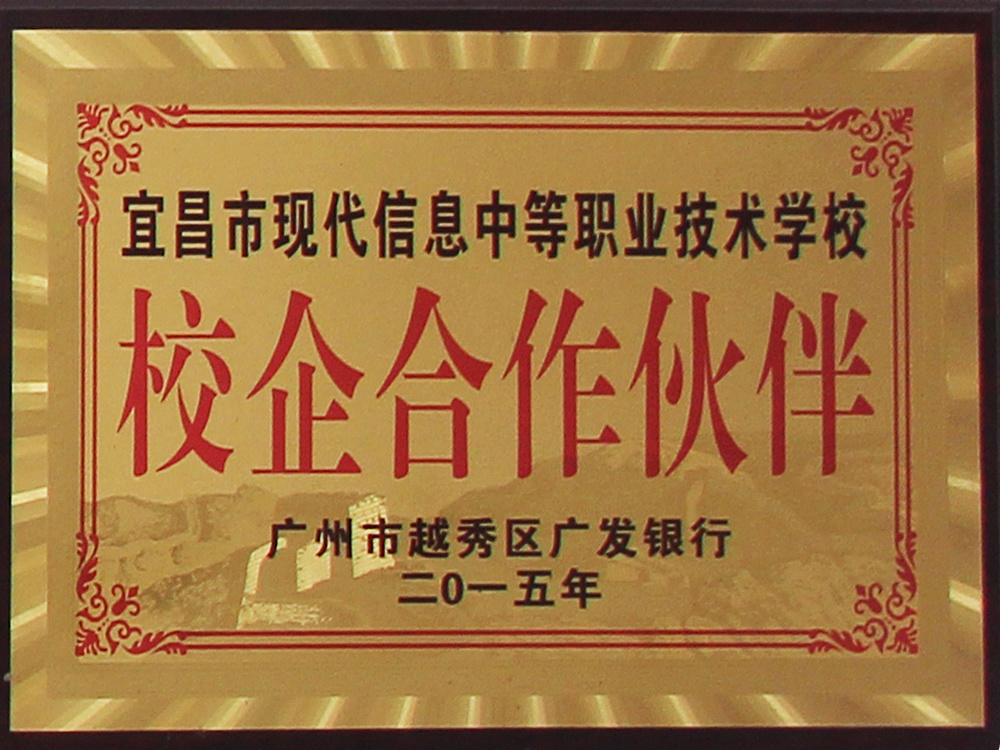 宜昌市现代信息中等职业技术学校
校企合作伙伴
广州市越秀区广发银行
二0一五年